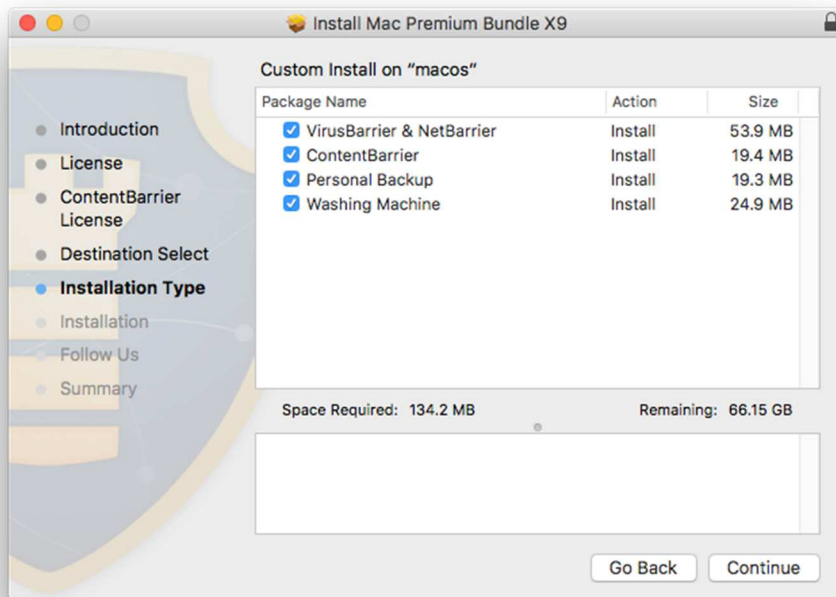 Install Mac Premium Bundle X9
Introduction
License
ContentBarrier
License
Destination Select
Installation Type
Installation
Follow Us
Summary
Custom Install on “macos”
Package Name Action Size
VirusBarrier & NetBarrier Install 53.9 MB
ContentBarrier Install 19.4 MB
Personal Backup Install 19.3 MB
Washing Machine Install 24.9 MB
Space Required: 134.2 MB Remaining: 66.15 GB
Go Back Continue